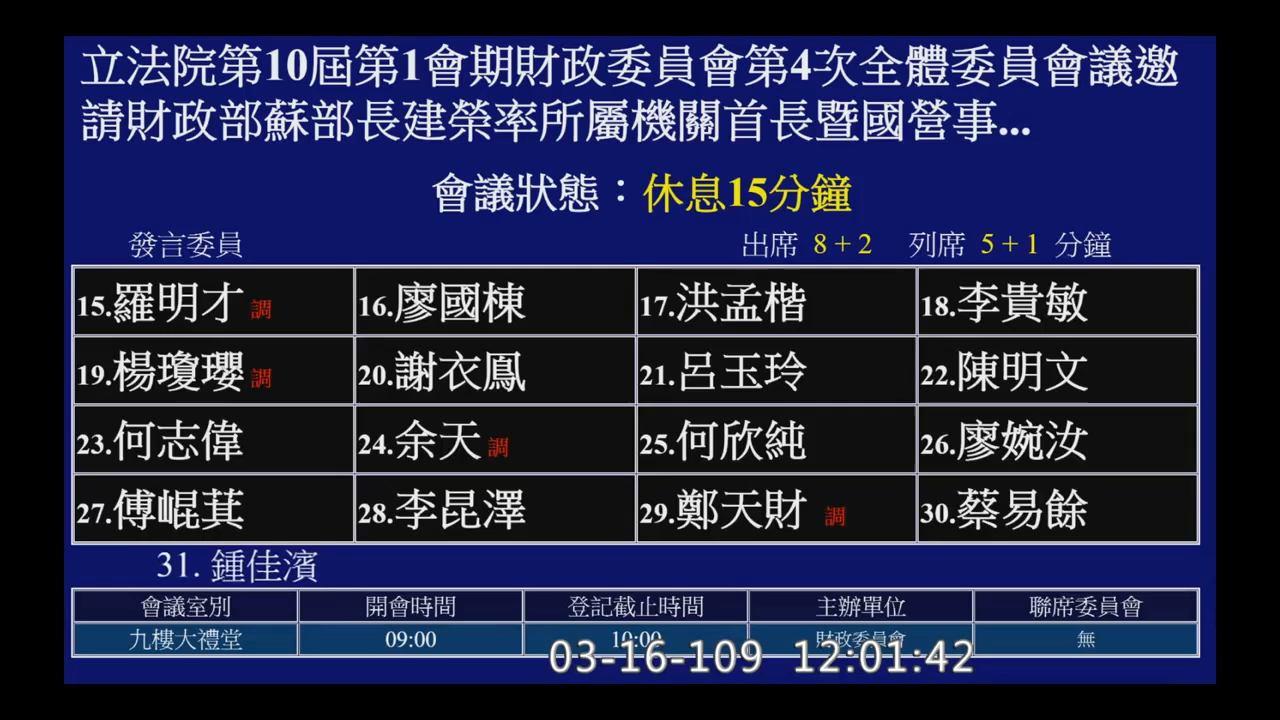 立法院第10屆第1會期財政委員會第4次全體委員會議邀
請財政部蘇部長建榮率所屬機關首長暨國營事...
會議狀態：休息15分鐘
發言委員 出席 8 + 2 列席 5 + 1 分鐘
15.羅明才 調 16.廖國棟 17.洪孟楷 18.李貴敏
19.楊瓊瓔 調 20.謝衣鳳 21.呂玉玲 22.陳明文
23.何志偉 24.余天 調 25.何欣純 26.廖婉汝
27.傅崐萁 28.李昆澤 29.鄭天財 調 30.蔡易餘
31. 鍾佳濱
會議室別 開會時間 登記截止時間 主辦單位 聯席委員會
九樓大禮堂 09:00 10:00 財政委員會 無
03-16-109 12:01:42